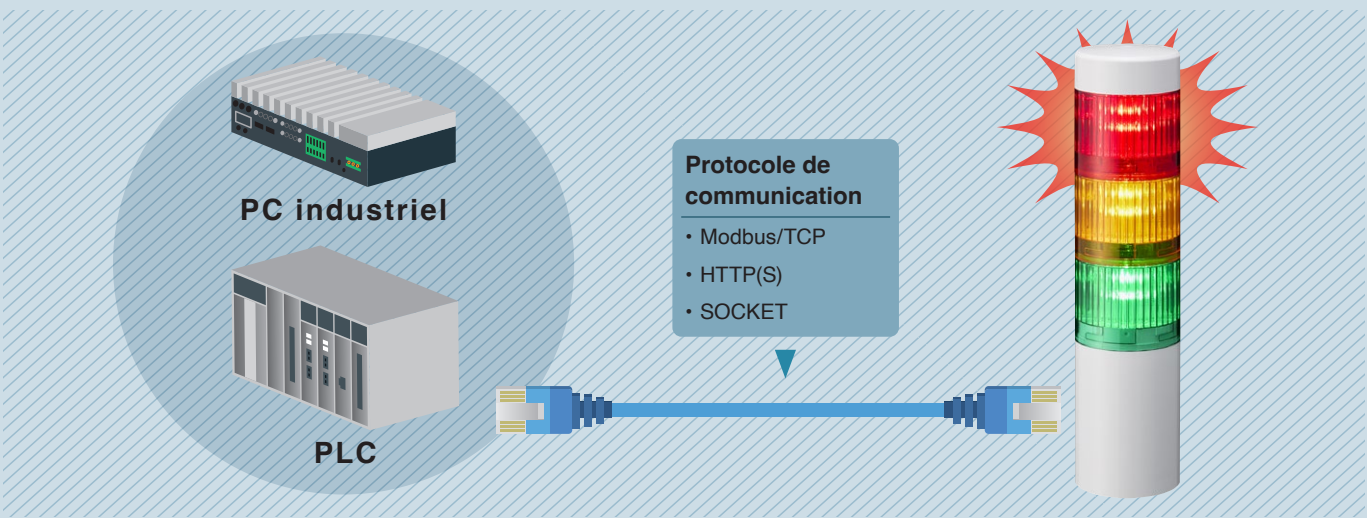 PC industriel
PLC
Protocole de
communication
• Modbus/TCP
• HTTP(S)
• SOCKET